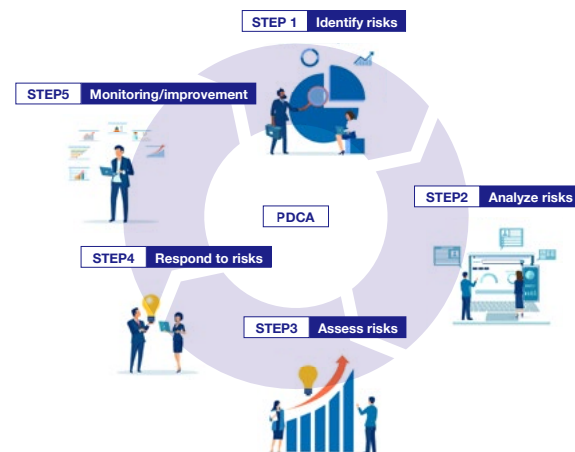 STEP 1 Identify risks
STEP2 Analyze risks
STEP3 Assess risks
STEP4 Respond to risks
STEP5 Monitoring/improvement
PDCA